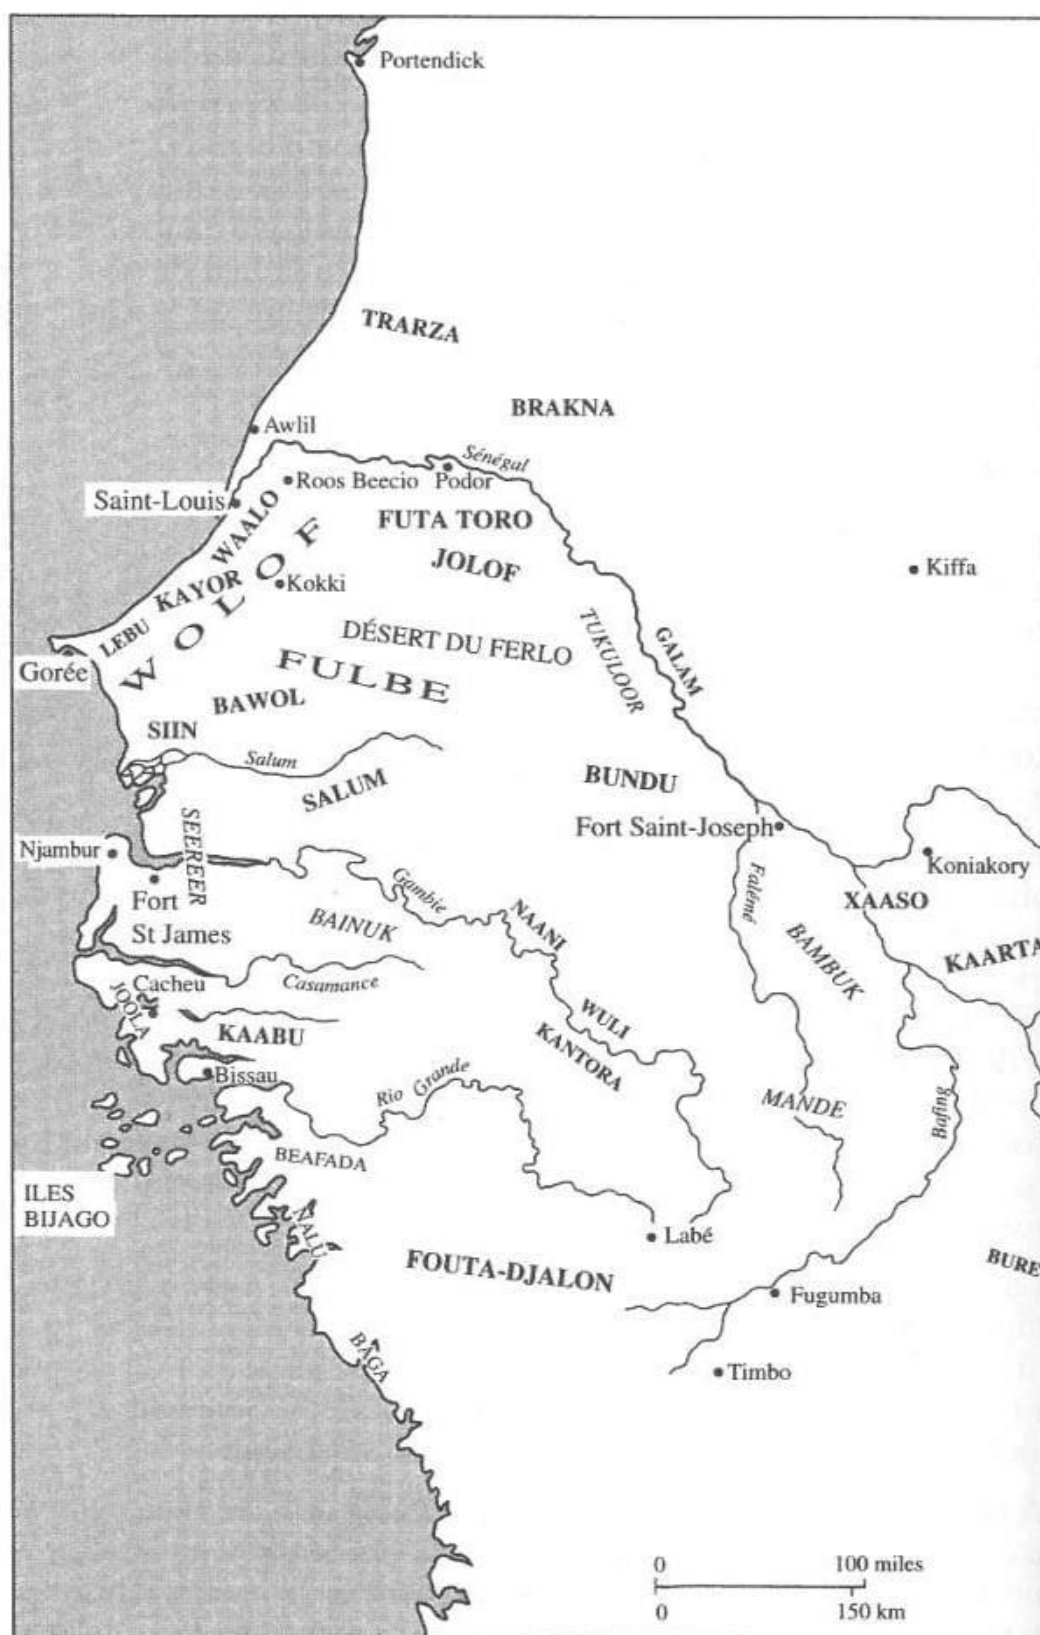 Portendick
TRARZA
BRAKNA
Awlil
Sénégal
Roos Beecio
Podor
Saint-Louis
WAALO
FUTA TORO
WOLOF
JOLOF
Kiffa
KAYOR
Kokki
LEBU
DÉSERT DU FERLO
TUKULOOR
GALAM
Gorée
FULBE
BAWOL
SIIN
Salum
SALUM
BUNDU
SEEREER
Fort Saint-Joseph
Njambur
Koniakory
Fort
St James
Gambie
Falémé
XAASO
BAINUK
NAANI
BAMBUK
KAARTA
Cacheu
Casamance
JOOLA
KAABU
WULI
KANTORA
Bissau
Rio Grande
MANDE
Bafing
BEAFADA
ILES
BIJAGO
NALU
Labé
FOUTA-DJALON
BURE
Fugumba
BAGA
Timbo
0 100 miles
0 150 km